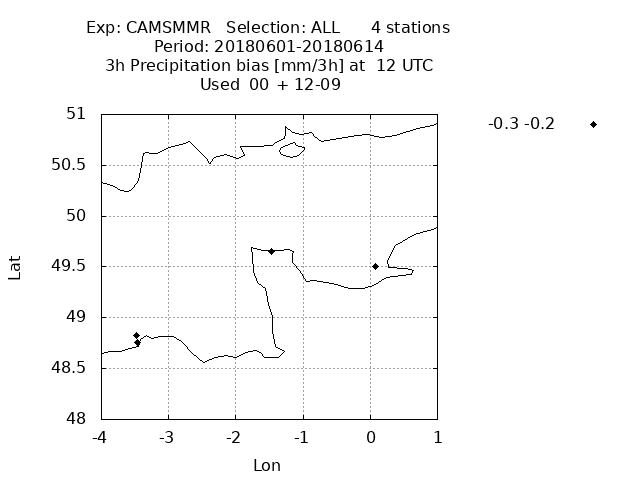 Exp: CAMSMMR   Selection: ALL      4 stations
Period: 20180601-20180614
3h Precipitation bias [mm/3h] at  12 UTC
Used  00 + 12-09
-0.3 -0.2
51
50.5
50
49.5
49
48.5
48
-4 -3 -2 -1 0 1
Lat
Lon